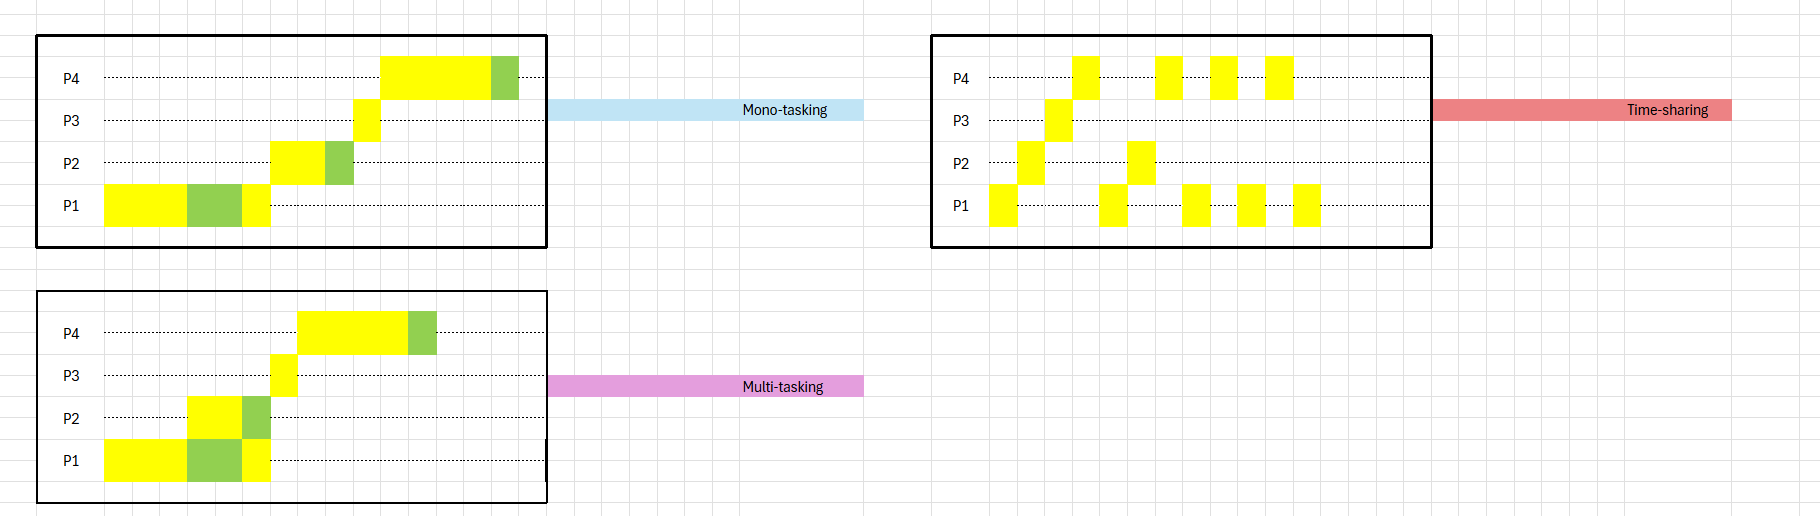 P4
P3
P2
P1
Mono-tasking
P4
P3
P2
P1
Time-sharing
P4
P3
P2
P1
Multi-tasking